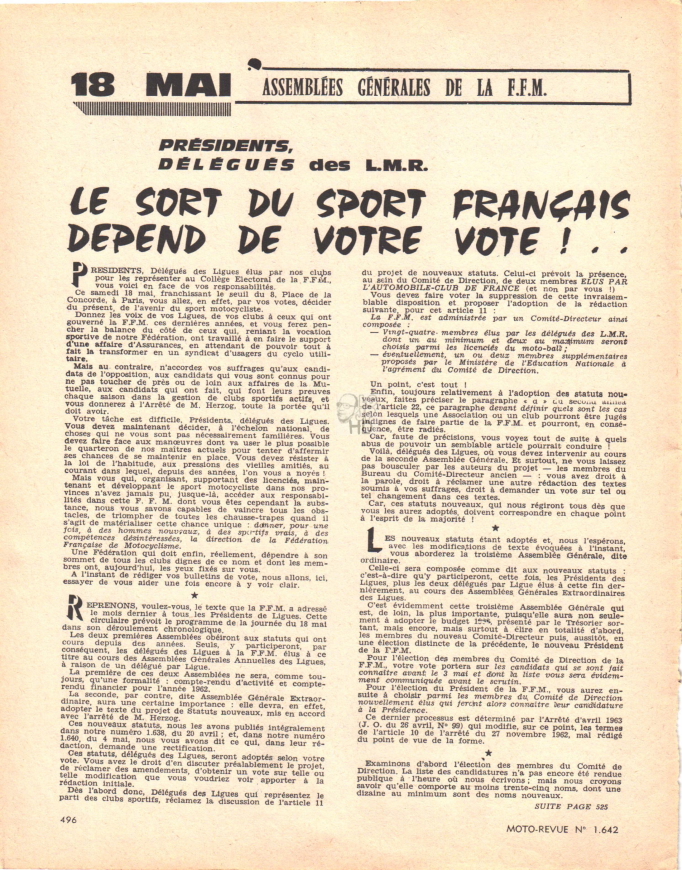 18 MAI ASSEMBLÉES GÉNÉRALES DE LA F.F.M.
PRÉSIDENTS,
DÉLÉGUÉS des L.M.R.
LE SORT DU SPORT FRANÇAIS
DEPEND DE VOTRE VOTE ! . .
PRESIDENTS, Délégués des Ligues élus par nos clubs
pour les représenter au Collège Electoral de la F.F.M.,
vous voici en face de vos responsabilités.
Ce samedi 18 mai, franchissant le seuil du 8, Place de la
Concorde, à Paris, vous allez, en effet, par vos votes, décider
du présent, de l'avenir du sport motocycliste.
Donnez les voix de vos Ligues, de vos clubs à ceux qui ont
gouverné la F.F.M. ces dernières années, et vous ferez pen-
cher la balance du côté de ceux qui, reniant la vocation
sportive de notre Fédération, ont travaillé à en faire le support
d'une affaire d'Assurances, en attendant de pouvoir tout à
fait la transformer en un syndicat d'usagers du cyclo utili-
taire.
Mais au contraire, n'accordez vos suffrages qu'aux candi-
dats de l'opposition, aux candidats qui vous sont connus pour
ne pas toucher de près ou de loin aux affaires de la Mu-
tuelle, aux candidats qui ont fait, qui font leurs preuves
chaque saison dans la gestion de clubs sportifs actifs, et
vous donnerez à l'Arrêté de M. Herzog, toute la portée qu'il
doit avoir.
Votre tâche est difficile, Présidents, délégués des Ligues.
Vous devez maintenant décider, à l'échelon national, de
choses qui ne vous sont pas nécessairement familières. Vous
devez faire face aux manœuvres dont va user le plus possible
le quarteron de nos maîtres actuels pour tenter d'affermir
ses chances de se maintenir en place. Vous devez résister à
la loi de l'habitude, aux pressions des vieilles amitiés, au
courant dans lequel, depuis des années, l'on vous a noyés !
Mais vous qui, organisant, supportant des licenciés, main-
tenant et développant le sport motocycliste dans nos pro-
vinces n'avez jamais pu, jusque-là, accéder aux responsabi-
lités dans cette F. F. M. dont vous êtes cependant la subs-
tance, nous vous savons capables de vaincre tous les obs-
tacles, de triompher de toutes les chausse-trapes quand il
s'agit de matérialiser cette chance unique : donner, pour une
fois, à des hommes nouveaux, à des sportifs vrais, à des
compétences désintéressées, la direction de la Fédération
Française de Motocyclisme.
Une Fédération qui doit enfin, réellement, dépendre à son
sommet de tous les clubs dignes de ce nom et dont les mem-
bres ont, aujourd'hui, les yeux fixés sur vous.
A l'instant de rédiger vos bulletins de vote, nous allons, ici,
essayer de vous aider une fois encore à y voir clair.
★
REPRENONS, voulez-vous, le texte que la F.F.M. a adressé
le mois dernier à tous les Présidents de Ligues. Cette
circulaire prévoit le programme de la journée du 18 mai
dans son déroulement chronologique.
Les deux premières Assemblées obéiront aux statuts qui ont
cours depuis des années. Seuls, y participeront, par
conséquent, les délégués des Ligues à la F.F.M. élus à ce
titre au cours des Assemblées Générales Annuelles des Ligues,
à raison de un délégué par Ligue.
La première de ces deux Assemblées ne sera, comme tou-
jours, qu'une formalité : compte-rendu d'activité et compte-
rendu financier pour l'année 1962.
La seconde, par contre, dite Assemblée Générale Extraor-
dinaire, aura une certaine importance : elle devra, en effet,
adopter le texte du projet de statuts nouveaux, mis en accord
avec l'arrêté de M. Herzog.
Ces nouveaux statuts, nous les avons publiés intégralement
dans notre numéro 1.638, du 20 avril ; et, dans notre numéro
1.640, du 4 mai, nous vous avons dit ce qui, dans leur ré-
daction, demande une rectification.
Ces statuts, délégués des Ligues, seront adoptés selon votre
vote. Vous avez le droit d'en discuter préalablement le projet,
de réclamer des amendements, d'obtenir un vote sur telle ou
telle modification que vous voudriez voir apporter à la
rédaction initiale.
Dès l'abord donc, Délégués des Ligues qui représentez le
parti des clubs sportifs, réclamez la discussion de l'article 11
du projet de nouveaux statuts. Celui-ci prévoit la présence,
au sein du Comité de Direction, de deux membres ELUS PAR
L'AUTOMOBILE-CLUB DE FRANCE (et non par vous !)
Vous devez faire voter la suppression de cette invraisem-
blable disposition et proposer l'adoption de la rédaction
suivante, pour cet article 11 :
La F.F.M. est administrée par un Comité-Directeur ainsi
composée :
— Vingt-quatre membres élus par les délégués des L.M.R.
dont un au minimum et deux au maximum seront
choisis parmi les licenciés du moto-ball ;
— éventuellement, un ou deux membres supplémentaires
proposés par le Ministère de l'Education Nationale à
l'agrément du Comité de Direction.
Un point, c'est tout !
Enfin, toujours relativement à l'adoption des statuts nou-
veaux, faites préciser le paragraphe « a » du second alinéa
de l'article 22, ce paragraphe devant définir quels sont les cas
selon lesquels une Association ou un club pourront être jugés
indignes de faire partie de la F.F.M. et pourront, en consé-
quence, être radiés.
Car, faute de précisions, vous voyez tout de suite à quels
abus de pouvoir un semblable article pourrait conduire !
Voilà, délégués des Ligues, où vous devez intervenir au cours
de la seconde Assemblée Générale. Et surtout, ne vous laissez
pas bousculer par les auteurs du projet — les membres du
Bureau du Comité-Directeur ancien — : vous avez droit à
la parole, droit à réclamer une autre rédaction des textes
soumis à vos suffrages, droit à demander un vote sur tel ou
tel changement dans ces textes.
Car, ces statuts nouveaux, qui nous régiront tous dès que
vous les aurez adoptés, doivent correspondre en chaque point
à l'esprit de la majorité !
★
LES nouveaux statuts étant adoptés et, nous l'espérons,
avec les modifications de texte évoquées à l'instant,
vous aborderez la troisième Assemblée Générale, dite
ordinaire.
Celle-ci sera composée comme dit aux nouveaux statuts :
c'est-à-dire qu'y participeront, cette fois, les Présidents des
Ligues, plus les deux délégués par Ligue élus à cette fin der-
nièrement, au cours des Assemblées Générales Extraordinaires
des Ligues.
C'est évidemment cette troisième Assemblée Générale qui
est, de loin, la plus importante, puisqu'elle aura non seule-
ment à adopter le budget présenté par le Trésorier sor-
tant, mais encore, mais surtout à élire en totalité d'abord,
les membres du nouveau Comité-Directeur puis, aussitôt, en
une élection distincte de la précédente, le nouveau Président
de la F.F.M.
Pour l'élection des membres du Comité de Direction de la
F.F.M., votre vote portera sur les candidats qui se sont fait
connaître avant le 3 mai et dont la liste vous sera évidem-
ment communiquée avant le scrutin.
Pour l'élection du Président de la F.F.M., vous aurez en-
suite à choisir parmi les membres du Comité de Direction
nouvellement élus qui feront alors connaître leur candidature
à la Présidence.
Ce dernier processus est déterminé par l'Arrêté d'avril 1963
(J. O. du 26 avril, N° 99) qui modifie, sur ce point, les termes
de l'article 10 de l'arrêté du 27 novembre 1962, mal rédigé
du point de vue de la forme.
★
Examinons d'abord l'élection des membres du Comité de
Direction. La liste des candidatures n'a pas encore été rendue
publique à l'heure où nous écrivons ; mais nous croyons
savoir qu'elle comporte au moins trente-cinq noms, dont une
dizaine au minimum sont des noms nouveaux.
SUITE PAGE 525
496
MOTO-REVUE N° 1.642